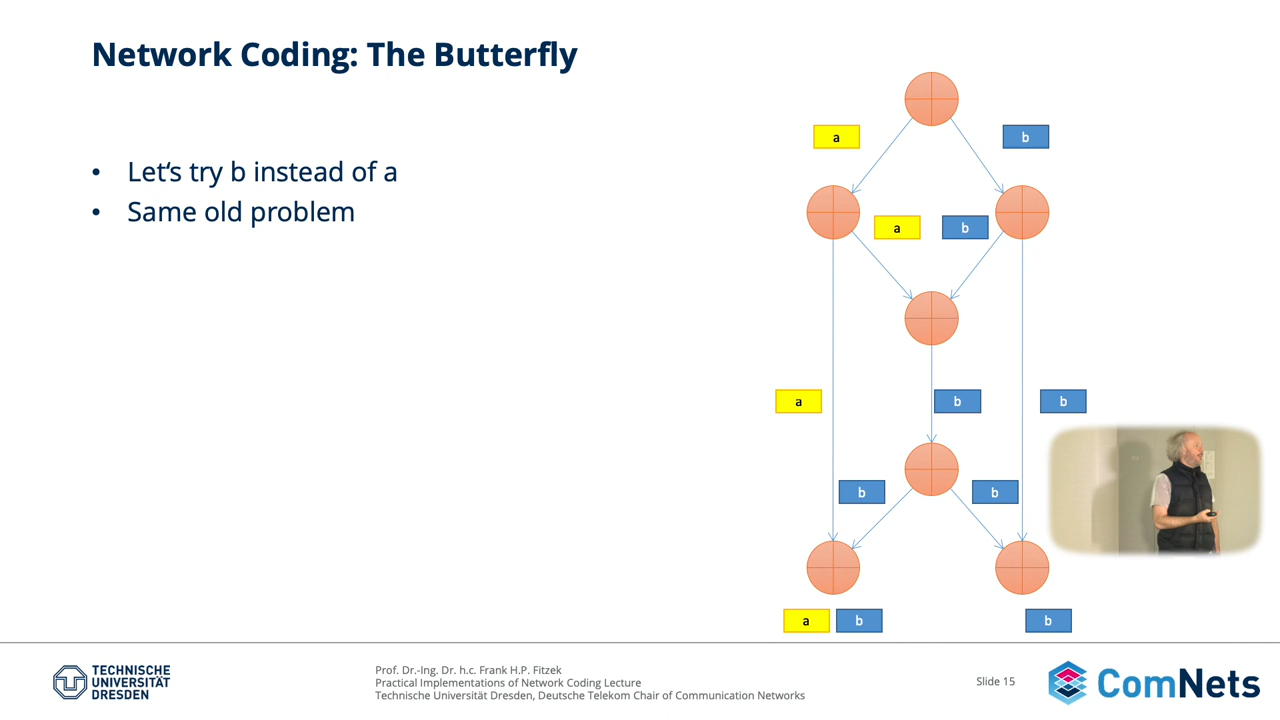 Network Coding: The Butterfly
• Let's try b instead of a
• Same old problem
a
b
a
b
a
b
b
b
b
a
b
b
TECHNISCHE
UNIVERSITÄT
DRESDEN
Prof. Dr.-Ing. Dr. h.c. Frank H.P. Fitzek
Practical Implementations of Network Coding Lecture
Technische Universität Dresden, Deutsche Telekom Chair of Communication Networks
Slide 15
ComNets